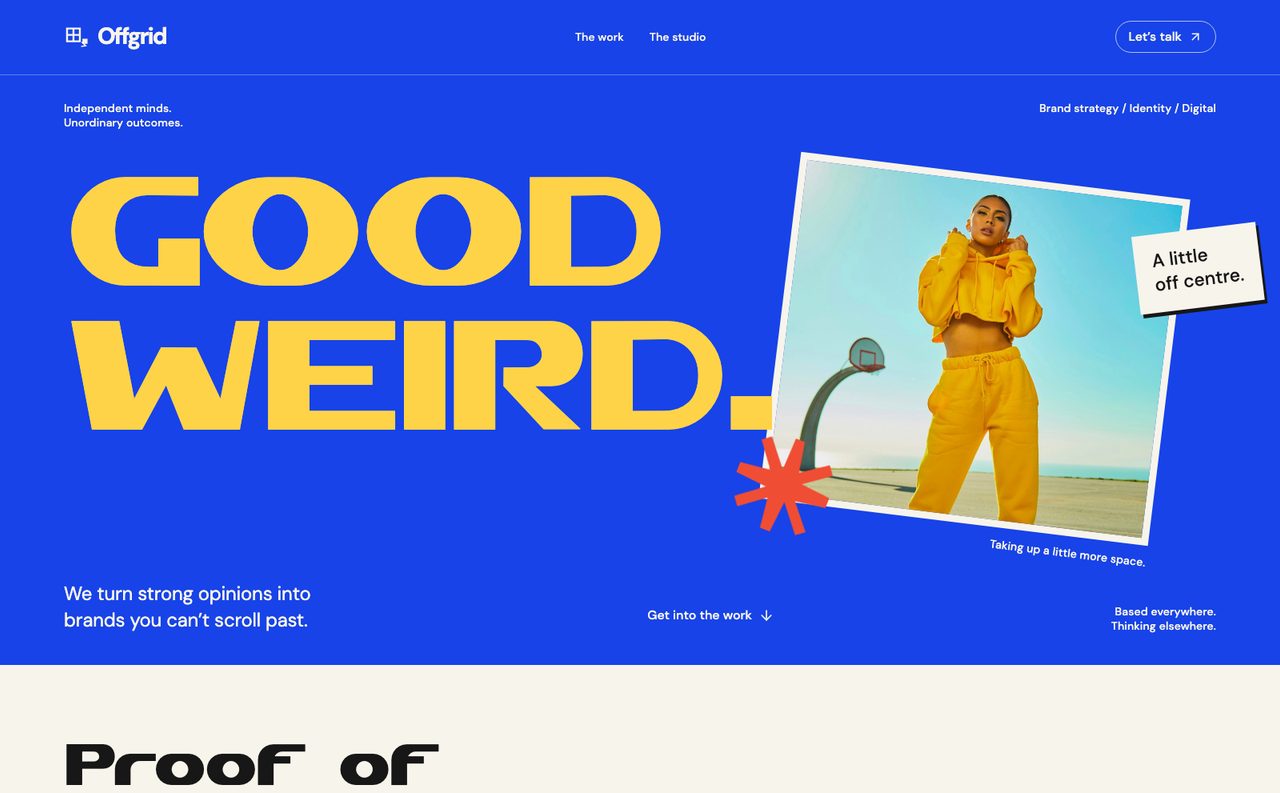 Offgrid
The work
The studio
Let's talk
Independent minds.
Unordinary outcomes.
Brand strategy / Identity / Digital
GOOD
WEIRD.
A little
off centre.
Taking up a little more space.
We turn strong opinions into
brands you can't scroll past.
Get into the work
Based everywhere.
Thinking elsewhere.
Proof of